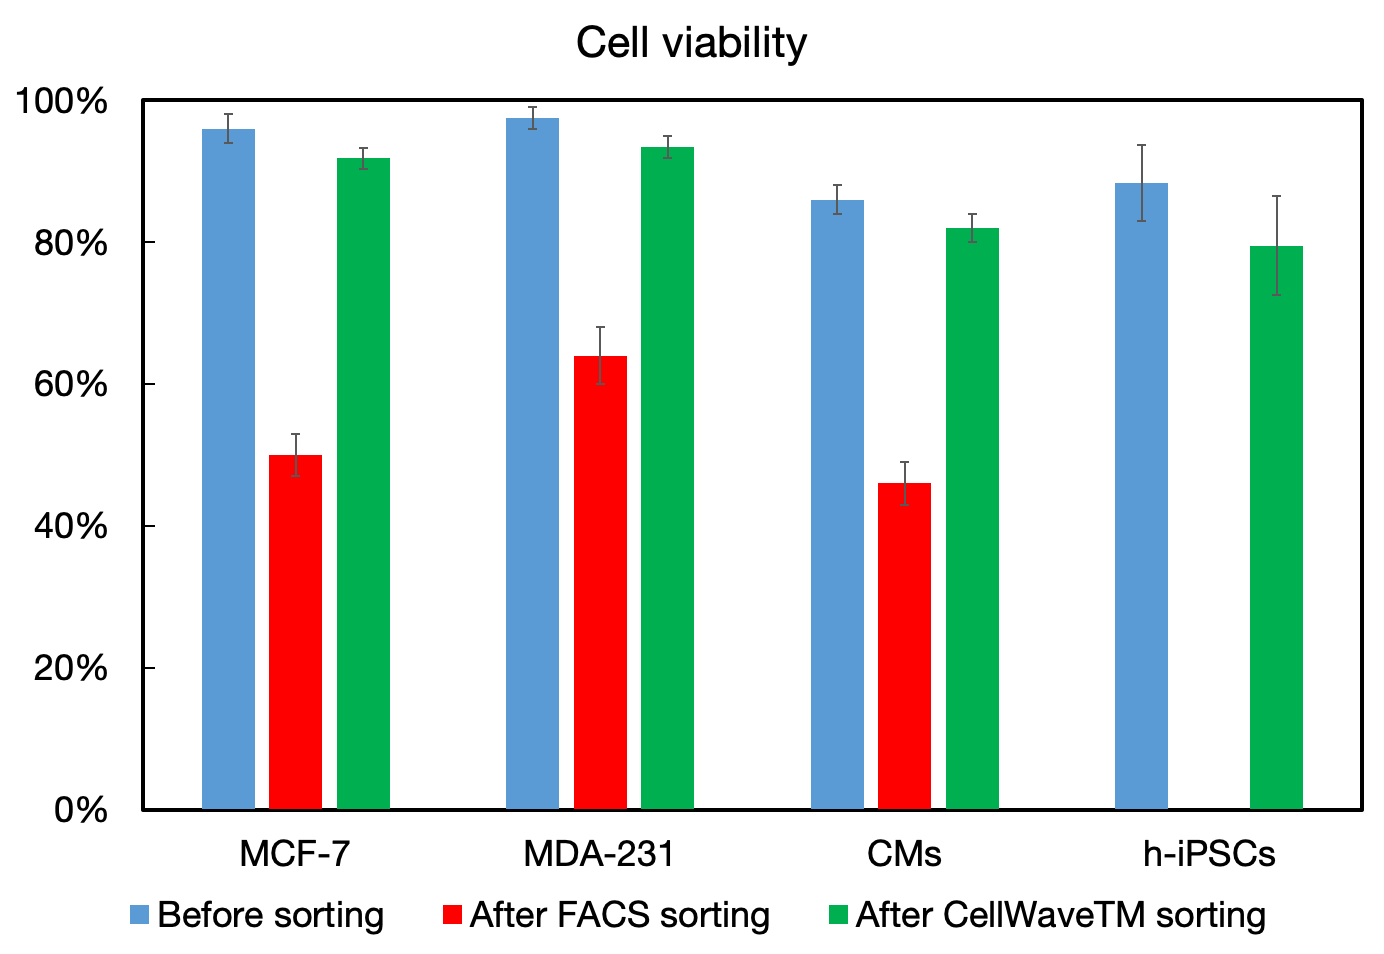 Cell viability
100%
80%
60%
40%
20%
0%
MCF-7 MDA-231 CMs h-iPSCs
Before sorting After FACS sorting After CellWaveTM sorting